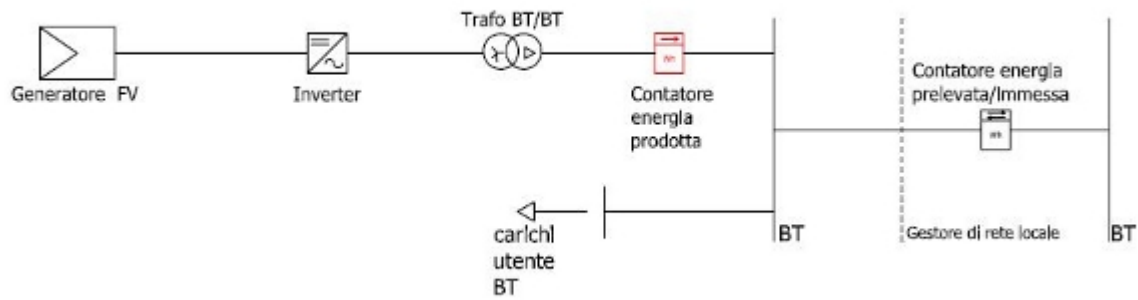 Trafo BT/BT
Generatore FV
Inverter
Contatore
energia
prodotta
Contatore energia
prelevata/Immessa
carichi
utente
BT
BT
Gestore di rete locale
BT